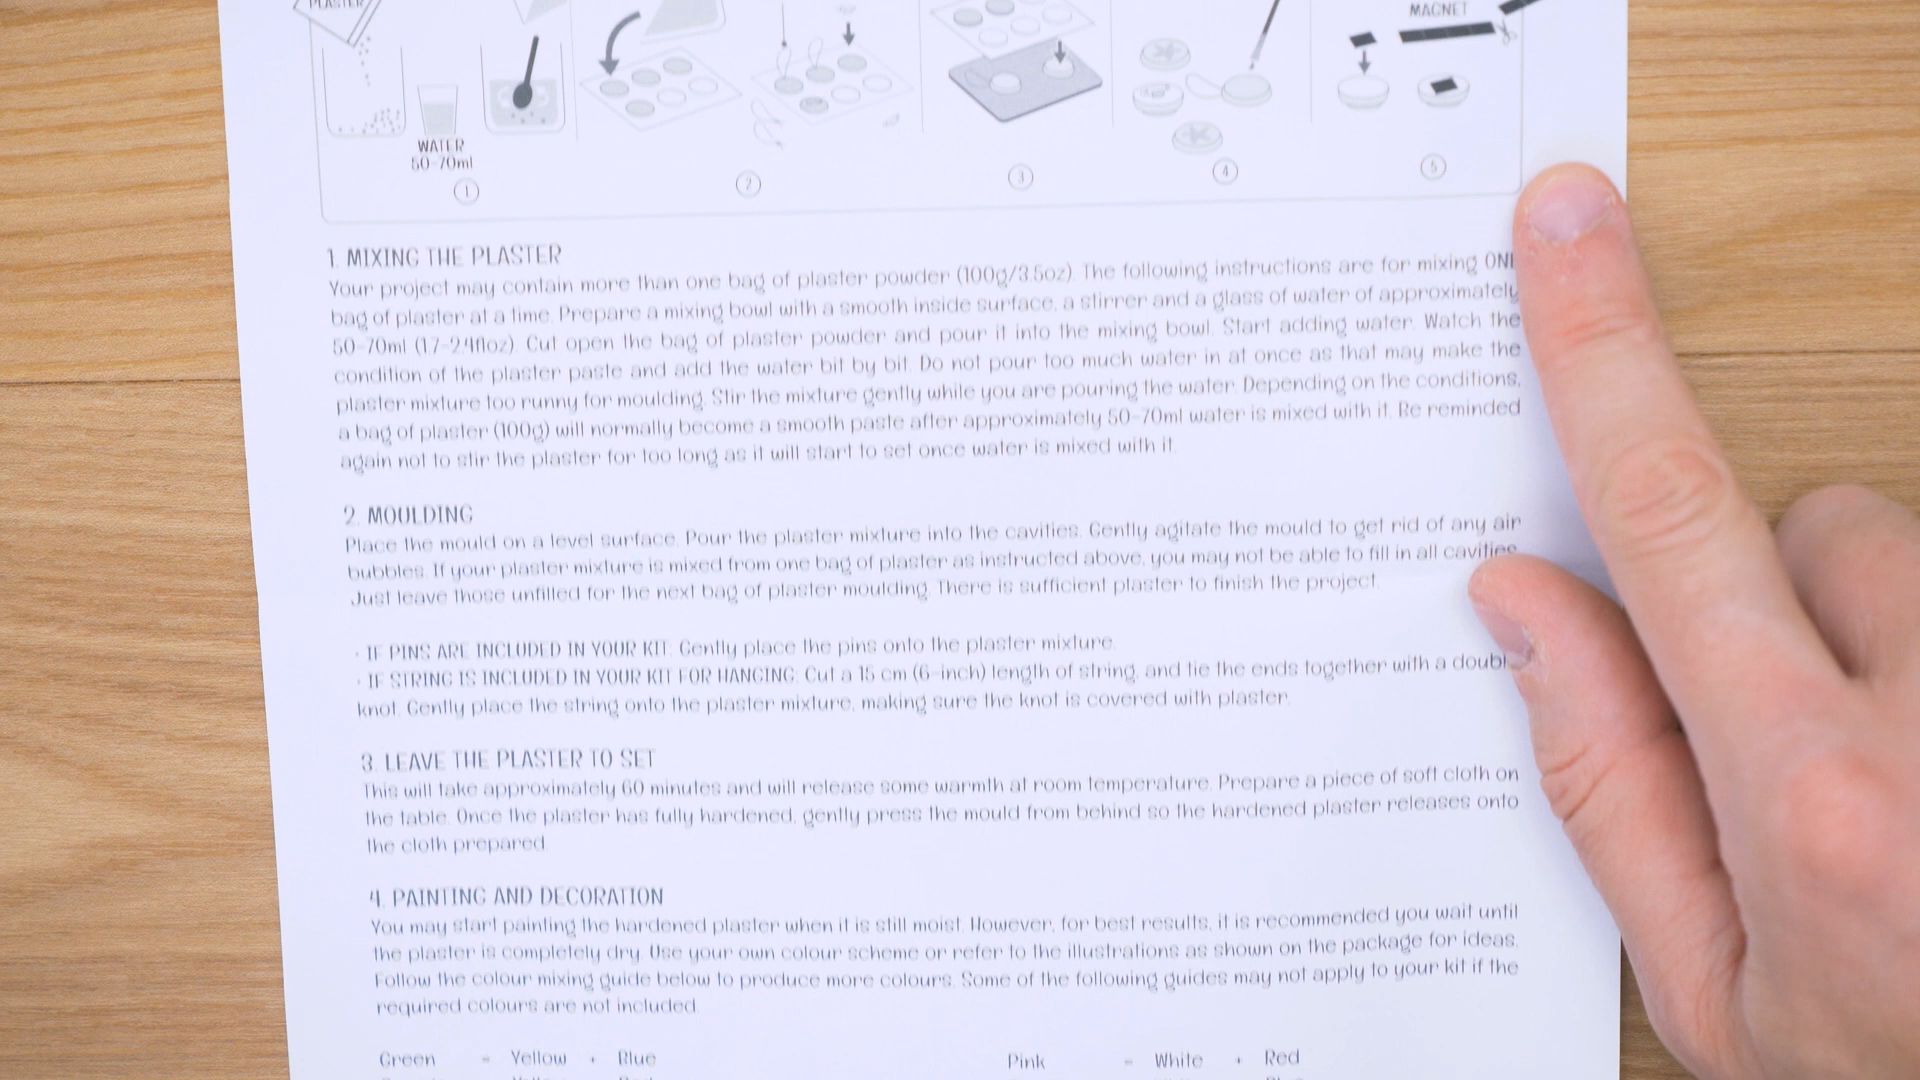 PLASTER
MAGNET
WATER
50-70ml
1 2 3 4 5
1. MIXING THE PLASTER
Your project may contain more than one bag of plaster powder (100g/3.5oz). The following instructions are for mixing
bag of plaster at a time. Prepare a mixing bowl with a smooth inside surface, a stirrer and a glass of water of approximately
50-70ml (1.7-2.4floz). Cut open the bag of plaster powder and pour it into the mixing bowl. Start adding water. Watch the
condition of the plaster paste and add the water bit by bit. Do not pour too much water in at once as that may make the
plaster mixture too runny for moulding. Stir the mixture gently while you are pouring the water. Depending on the conditions,
a bag of plaster (100g) will normally become a smooth paste after approximately 50-70ml water is mixed with it. Be reminded
again not to stir the plaster for too long as it will start to set once water is mixed with it.
2. MOULDING
Place the mould on a level surface. Pour the plaster mixture into the cavities. Gently agitate the mould to get rid of any air
bubbles. If your plaster mixture is mixed from one bag of plaster as instructed above, you may not be able to fill in all cavities.
Just leave those unfilled for the next bag of plaster moulding. There is sufficient plaster to finish the project.
• IF PINS ARE INCLUDED IN YOUR KIT: Gently place the pins onto the plaster mixture.
• IF STRING IS INCLUDED IN YOUR KIT FOR HANGING: Cut a 15 cm (6-inch) length of string, and tie the ends together with a
knot. Gently place the string onto the plaster mixture, making sure the knot is covered with plaster.
3. LEAVE THE PLASTER TO SET
This will take approximately 60 minutes and will release some warmth at room temperature. Prepare a piece of soft cloth on
the table. Once the plaster has fully hardened, gently press the mould from behind so the hardened plaster releases onto
the cloth prepared.
4. PAINTING AND DECORATION
You may start painting the hardened plaster when it is still moist. However, for best results, it is recommended you wait until
the plaster is completely dry. Use your own colour scheme or refer to the illustrations as shown on the package for ideas.
Follow the colour mixing guide below to produce more colours. Some of the following guides may not apply to your kit if the
required colours are not included.
Green = Yellow + Blue Pink = White + Red